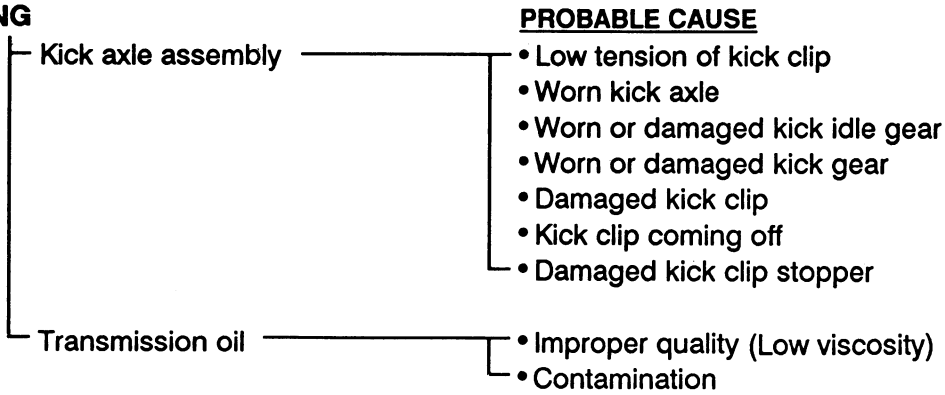 NG
PROBABLE CAUSE
Kick axle assembly
• Low tension of kick clip
• Worn kick axle
• Worn or damaged kick idle gear
• Worn or damaged kick gear
• Damaged kick clip
• Kick clip coming off
• Damaged kick clip stopper
Transmission oil
• Improper quality (Low viscosity)
• Contamination